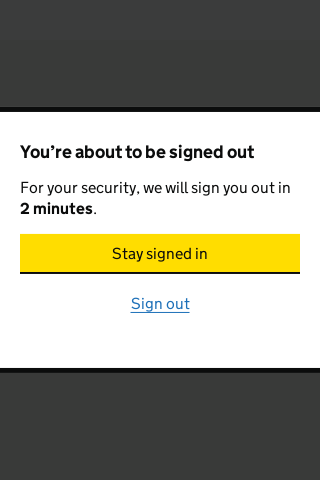 You’re about to be signed out
For your security, we will sign you out in
2 minutes.
Stay signed in
Sign out